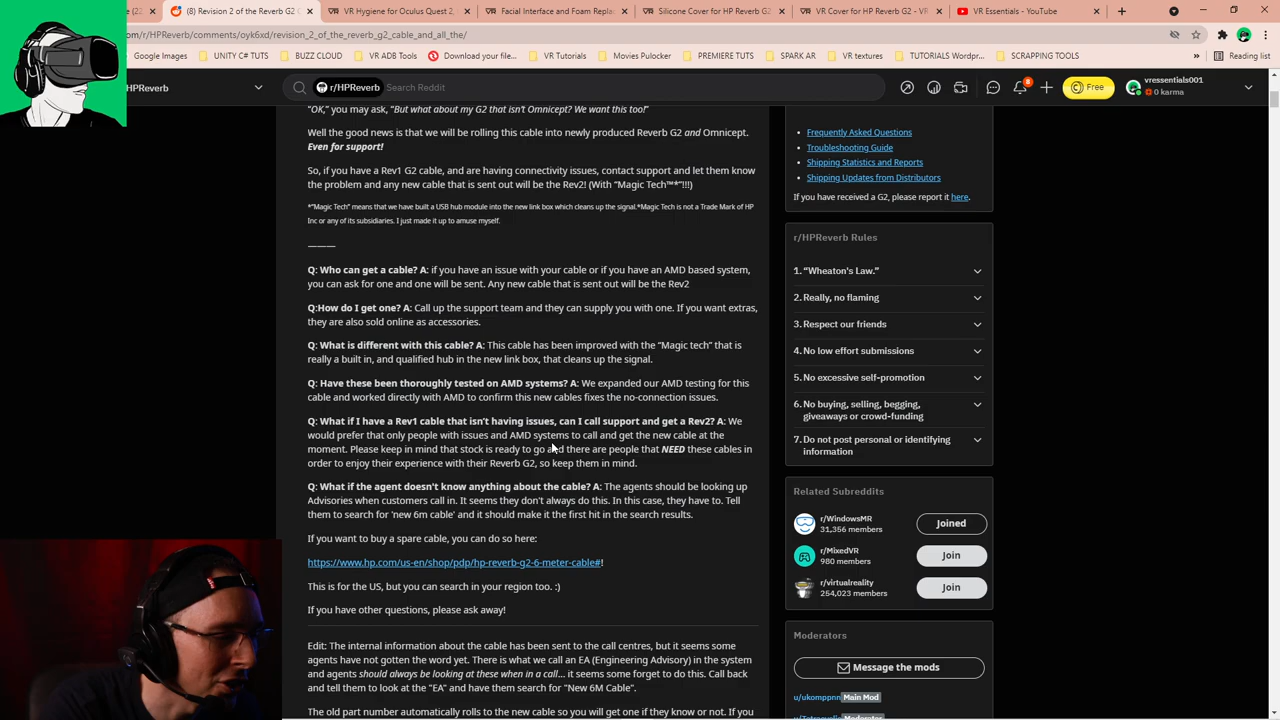 (8) Revision 2 of the Reverb G2 C
VR Hygiene for Oculus Quest 2,
Facial Interface and Foam Replac
Silicone Cover for HP Reverb G2
VR Cover for HP Reverb G2 - VR
YouTube VR Essentials - YouTube
om/r/HPReverb/comments/oyk6xd/revision_2_of_the_reverb_g2_cable_and_all_the/
Google Images UNITY C# TUTS BUZZ CLOUD VR ADB Tools VR Tutorials Movies Pulocker PREMIERE TUTS SPARK AR VR texturers TUTORIALS Wordpr... SCRAPPING TOOLS Reading list
HPReverb
r/HPReverb Search Reddit
8
Free
vressentials001
0 karma
"OK," you may ask, "But what about my G2 that isn't Omnicept? We want this too!"
Well the good news is that we will be rolling this cable into newly produced Reverb G2 and Omnicept.
Even for support!
So, if you have a Rev1 G2 cable, and are having connectivity issues, contact support and let them know
the problem and any new cable that is sent out will be the Rev2! (With "Magic Tech™*"!!!)
*"Magic Tech" means that we have built a USB hub module into the new link box which cleans up the signal.*Magic Tech is not a Trade Mark of HP
Inc or any of its subsidiaries. I just made it up to amuse myself.
———
Q: Who can get a cable? A: if you have an issue with your cable or if you have an AMD based system,
you can ask for one and one will be sent. Any new cable that is sent out will be the Rev2
Q:How do I get one? A: Call up the support team and they can supply you with one. If you want extras,
they are also sold online as accessories.
Q: What is different with this cable? A: This cable has been improved with the "Magic tech" that is
really a built in, and qualified hub in the new link box, that cleans up the signal.
Q: Have these been thoroughly tested on AMD systems? A: We expanded our AMD testing for this
cable and worked directly with AMD to confirm this new cables fixes the no-connection issues.
Q: What if I have a Rev1 cable that isn't having issues, can I call support and get a Rev2? A: We
would prefer that only people with issues and AMD systems to call and get the new cable at the
moment. Please keep in mind that stock is ready to go and there are people that NEED these cables in
order to enjoy their experience with their Reverb G2, so keep them in mind.
Q: What if the agent doesn't know anything about the cable? A: The agents should be looking up
Advisories when customers call in. It seems they don't always do this. In this case, they have to. Tell
them to search for 'new 6m cable' and it should make it the first hit in the search results.
If you want to buy a spare cable, you can do so here:
https://www.hp.com/us-en/shop/pdp/hp-reverb-g2-6-meter-cable#!
This is for the US, but you can search in your region too. :)
If you have other questions, please ask away!
Edit: The internal information about the cable has been sent to the call centres, but it seems some
agents have not gotten the word yet. There is what we call an EA (Engineering Advisory) in the system
and agents should always be looking at these when in a call... it seems some forget to do this. Call back
and tell them to look at the "EA" and have them search for "New 6M Cable".
The old part number automatically rolls to the new cable so you will get one if they know or not. If you
Frequently Asked Questions
Troubleshooting Guide
Shipping Statistics and Reports
Shipping Updates from Distributors
If you have received a G2, please report it here.
r/HPReverb Rules
1. "Wheaton's Law."
2. Really, no flaming
3. Respect our friends
4. No low effort submissions
5. No excessive self-promotion
6. No buying, selling, begging,
giveaways or crowd-funding
7. Do not post personal or identifying
information
Related Subreddits
r/WindowsMR
31,356 members
Joined
r/MixedVR
980 members
Join
r/virtualreality
254,023 members
Join
Moderators
Message the mods
u/ukomppnn Main Mod
Moderator